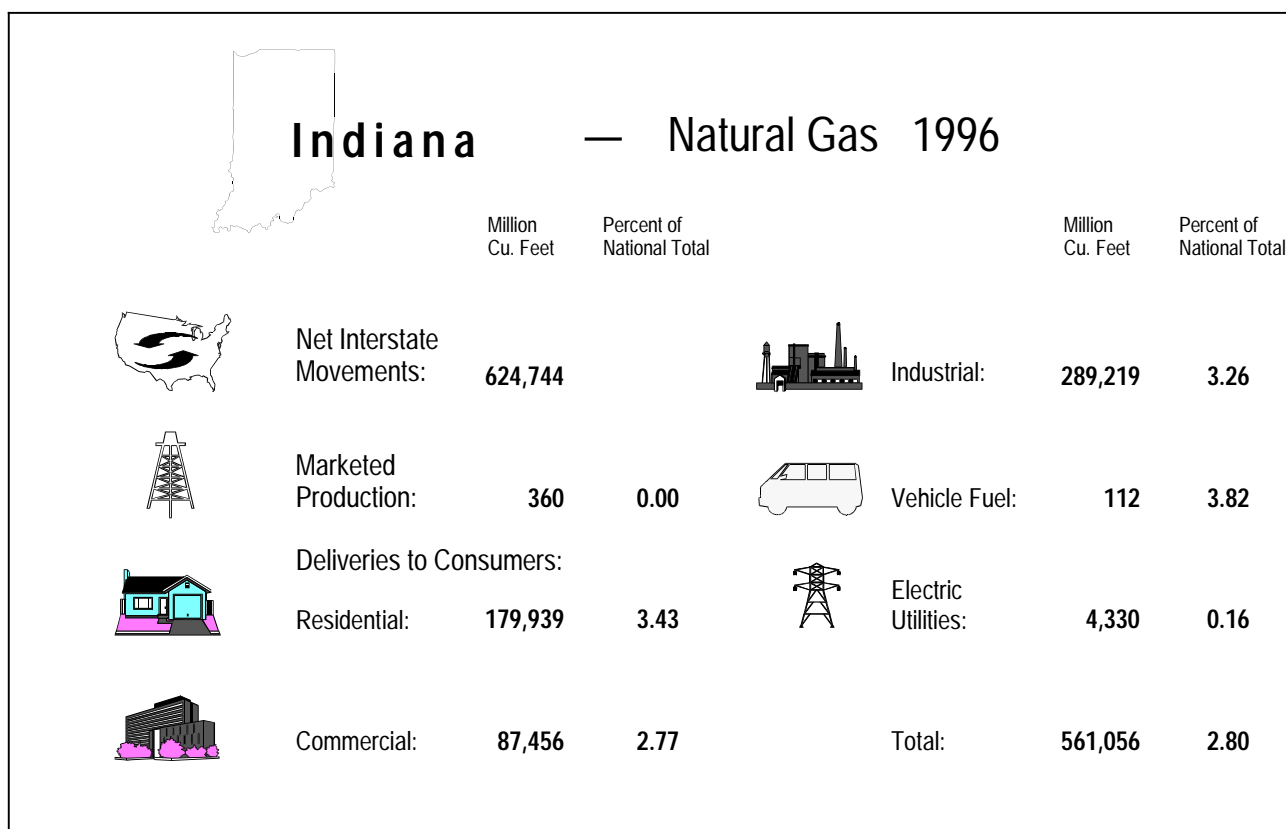 Indiana — Natural Gas 1996
Million Cu. Feet
Percent of National Total
Million Cu. Feet
Percent of National Total
Net Interstate
Movements: 624,744
Marketed
Production: 360 0.00
Deliveries to Consumers:
Residential: 179,939 3.43
Commercial: 87,456 2.77
Industrial: 289,219 3.26
Vehicle Fuel: 112 3.82
Electric
Utilities: 4,330 0.16
Total: 561,056 2.80